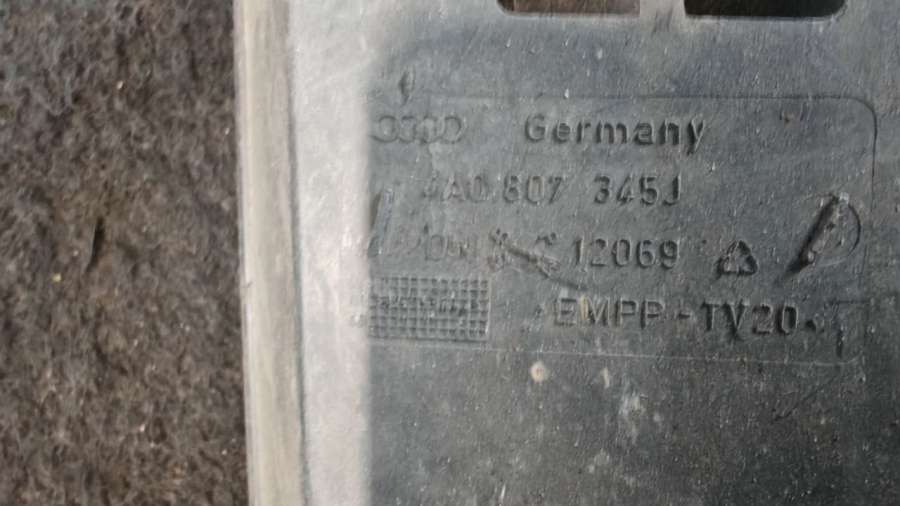 Germany
4A0 807 345J
12069
EMPP-TV20